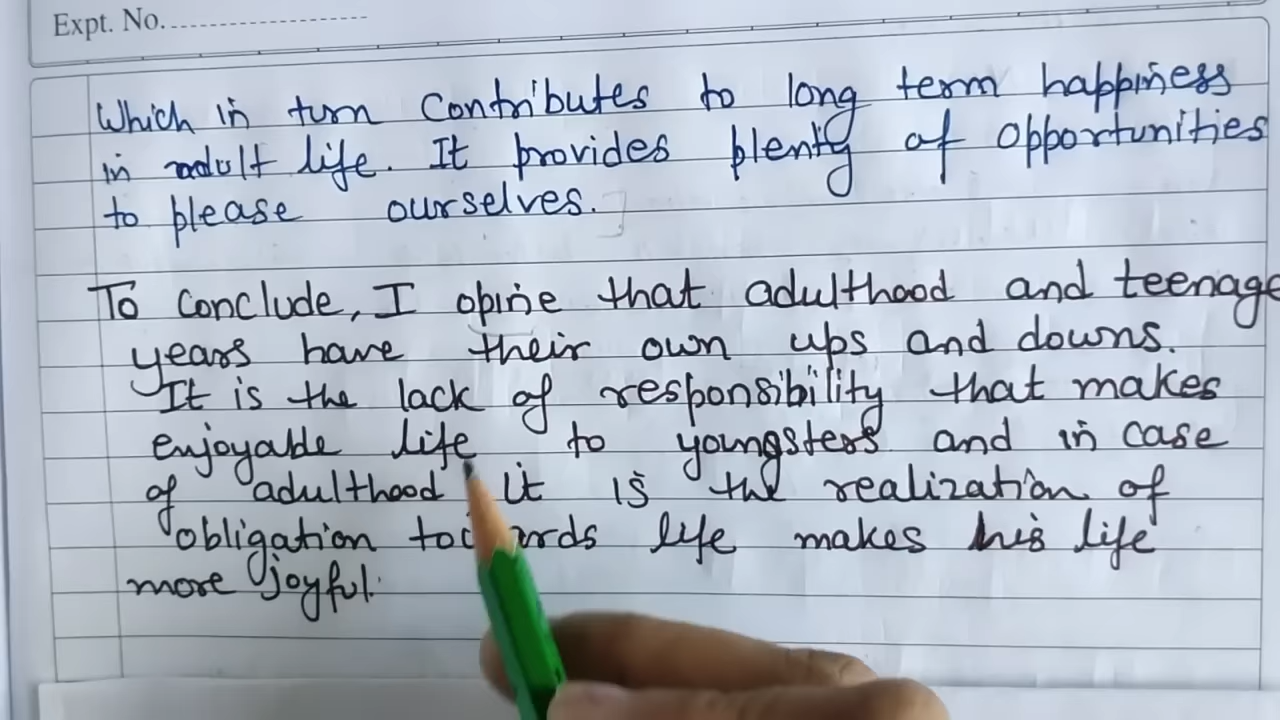 Expt. No.
Which in turn Contributes to long term happiness
in adult life. It provides plenty of opportunities
to please ourselves.
To Conclude, I opine that adulthood and teenage
years have their own ups and downs.
It is the lack of responsibility that makes
enjoyable life to youngsters and in case
of adulthood it is the realization of
obligation towards life makes his life
more joyful.